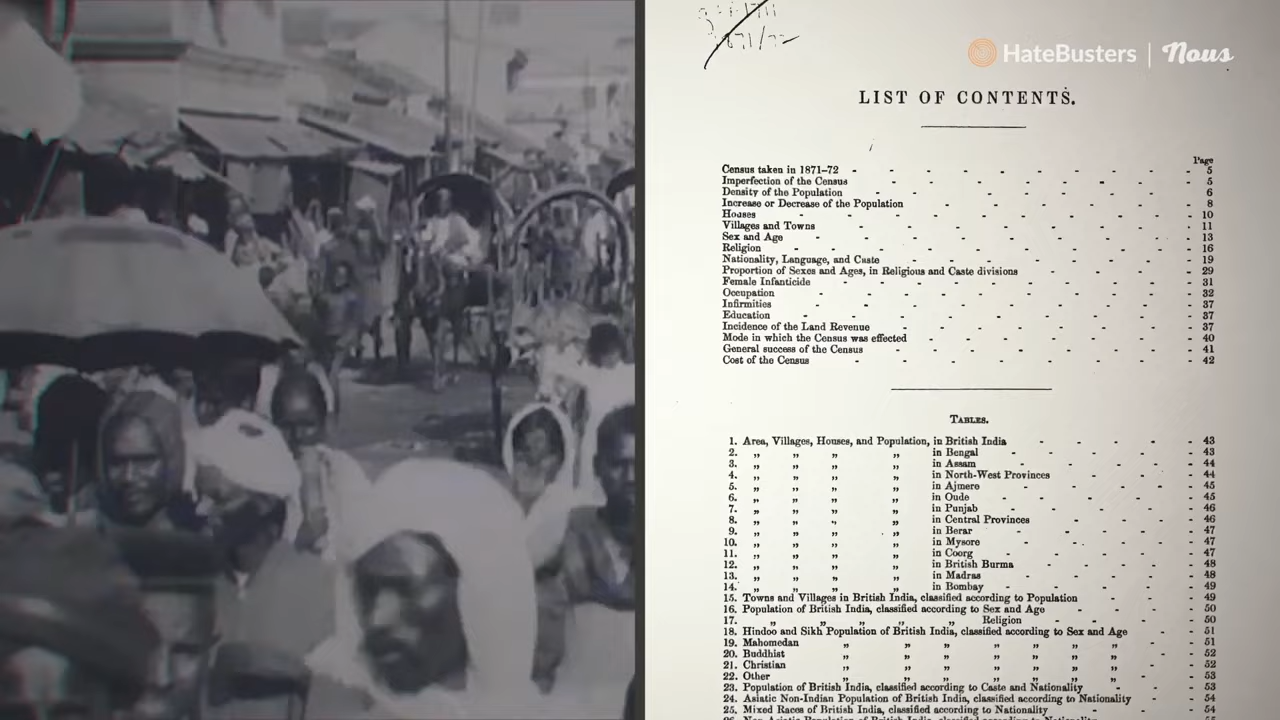 HateBusters | Nous
LIST OF CONTENTS.
Page
Census taken in 1871-72 - - - - - - - - - - 5
Imperfection of the Census - - - - - - - - - 5
Density of the Population - - - - - - - - - 6
Increase or Decrease of the Population - - - - - - - 8
Houses - - - - - - - - - - - 10
Villages and Towns - - - - - - - - - - 11
Sex and Age - - - - - - - - - - 13
Religion - - - - - - - - - - - 16
Nationality, Language, and Caste - - - - - - - - 19
Proportion of Sexes and Ages, in Religious and Caste divisions - - - - - 29
Female Infanticide - - - - - - - - - - 31
Occupation - - - - - - - - - - - 32
Infirmities - - - - - - - - - - 37
Education - - - - - - - - - - 37
Incidence of the Land Revenue - - - - - - - - 37
Mode in which the Census was effected - - - - - - - 40
General success of the Census - - - - - - - - 41
Cost of the Census - - - - - - - - - 42
TABLES.
1. Area, Villages, Houses, and Population, in British India - - - - - 43
2. „ „ „ „ in Bengal - - - - - 43
3. „ „ „ „ in Assam - - - - - 44
4. „ „ „ „ in North-West Provinces - - - - 44
5. „ „ „ „ in Ajmere - - - - - 45
6. „ „ „ „ in Oude - - - - - 45
7. „ „ „ „ in Punjab - - - - - 46
8. „ „ „ „ in Central Provinces - - - - 46
9. „ „ „ „ in Berar - - - - - 47
10. „ „ „ „ in Mysore - - - - - 47
11. „ „ „ „ in Coorg - - - - - 47
12. „ „ „ „ in British Burma - - - - 48
13. „ „ „ „ in Madras - - - - - 48
14. „ „ „ „ in Bombay - - - - - 49
15. Towns and Villages in British India, classified according to Population - - - 49
16. Population of British India, classified according to Sex and Age - - - - 50
17. „ „ „ „ „ Religion - - - - 50
18. Hindoo and Sikh Population of British India, classified according to Sex and Age - - 51
19. Mahomedan „ „ „ „ „ „ „ - - 51
20. Buddhist „ „ „ „ „ „ „ - - 52
21. Christian „ „ „ „ „ „ „ - - 52
22. Other „ „ „ „ „ „ „ - - 53
23. Population of British India, classified according to Caste and Nationality - - - 53
24. Asiatic Non-Indian Population of British India, classified according to Nationality - - 54
25. Mixed Races of British India, classified according to Nationality - - - 54